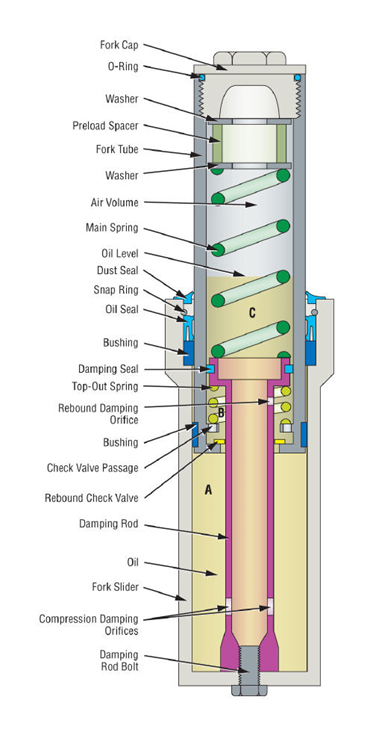 Fork Cap
O-Ring
Washer
Preload Spacer
Fork Tube
Washer
Air Volume
Main Spring
Oil Level
Dust Seal
Snap Ring
Oil Seal
C
Bushing
Damping Seal
Top-Out Spring
Rebound Damping
Orifice
B
Bushing
Check Valve Passage
Rebound Check Valve
A
Damping Rod
Oil
Fork Slider
Compression Damping
Orifices
Damping
Rod Bolt